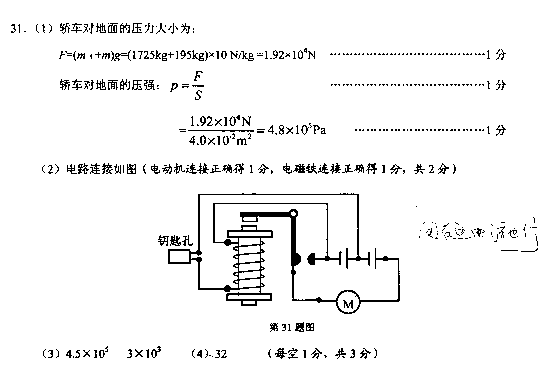 31.（1）轿车对地面的压力大小为：
F=(m₁+m)g=(1725kg+195kg)×10 N/kg =1.92×10⁴N ……………………………1 分
轿车对地面的压强： p = F/S ……………………………1 分
= 1.92×10⁴N / 4.0×10⁻²m² = 4.8×10⁵Pa ……………………………1 分
（2）电路连接如图（电动机连接正确得 1 分，电磁铁连接正确得 1 分，共 2 分）
钥匙孔
M
第 31 题图
（3）4.5×10⁵ 3×10³ （4）.32 （每空 1 分，共 3 分）